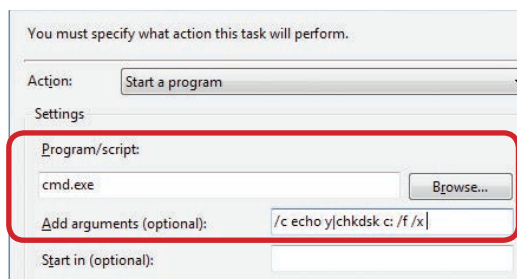 You must specify what action this task will perform.
Action: Start a program
Settings
Program/script:
cmd.exe Browse...
Add arguments (optional): /c echo y|chkdsk c: /f /x
Start in (optional):